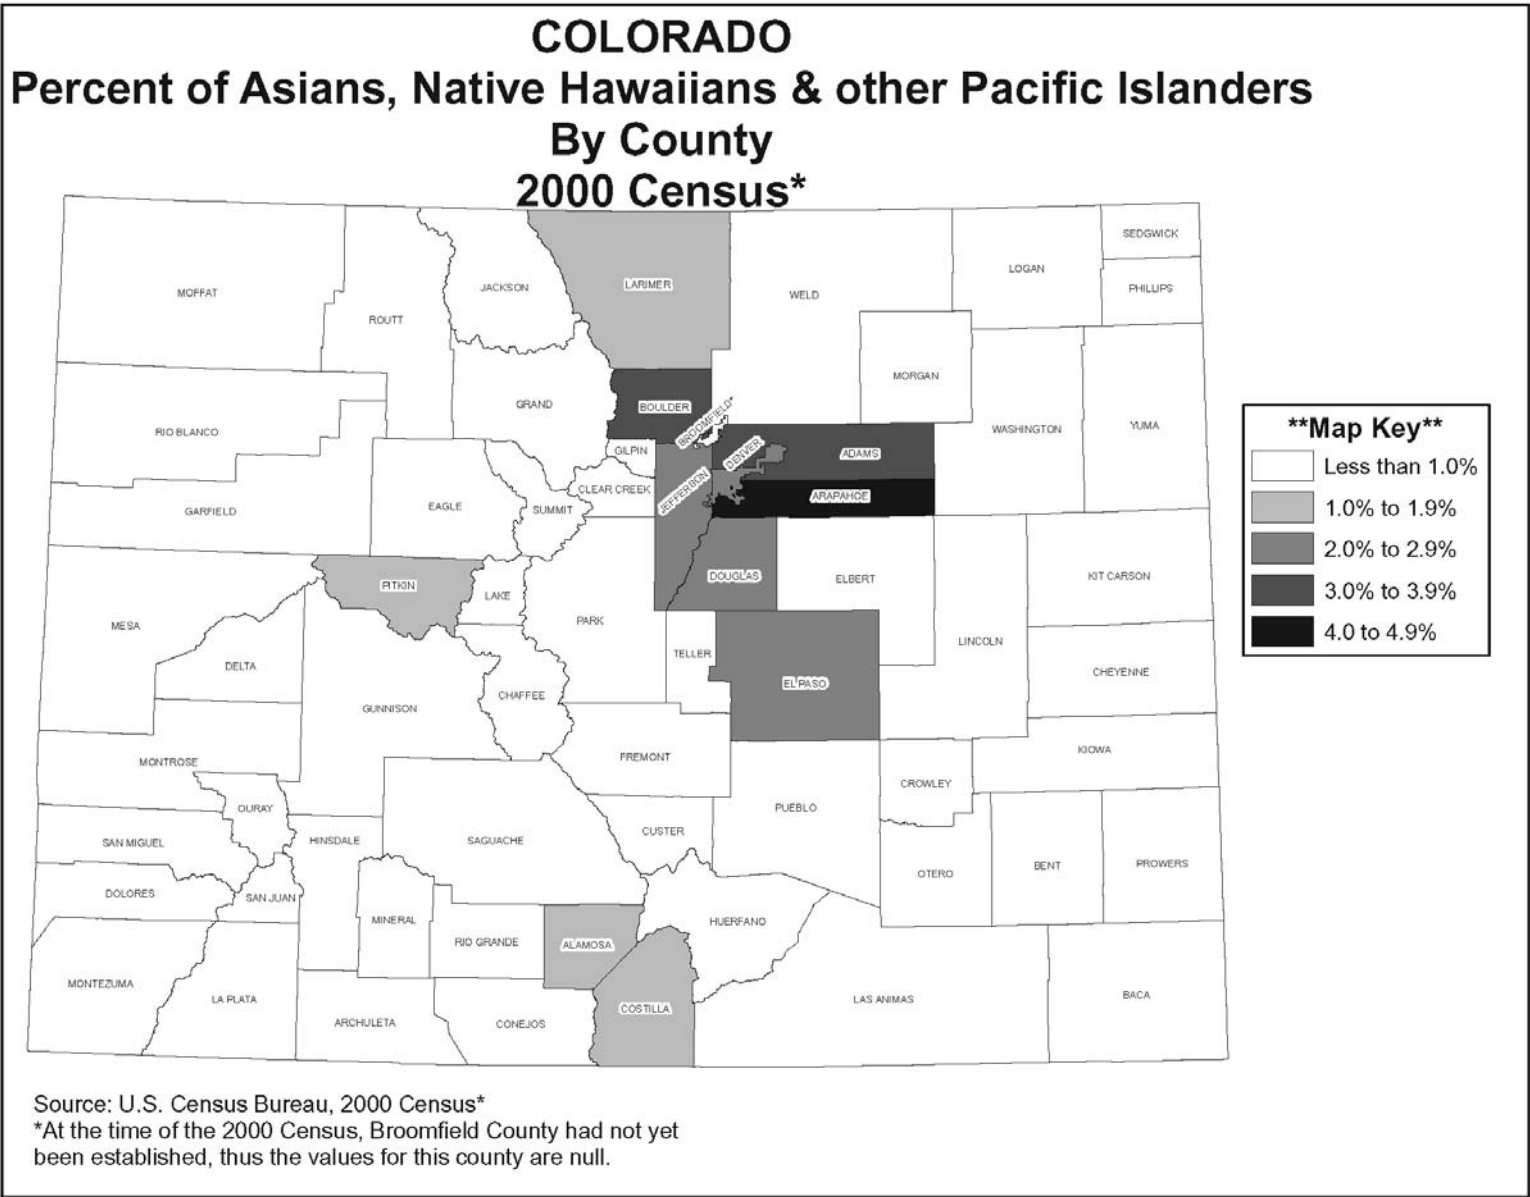 COLORADO
Percent of Asians, Native Hawaiians & other Pacific Islanders
By County
2000 Census*
SEDGWICK
LOGAN
JACKSON
LARIMER
PHILLIPS
MOFFAT
WELD
ROUTT
MORGAN
GRAND
BOULDER
BROOMFIELD*
RIO BLANCO
WASHINGTON
YUMA
GILPIN
DENVER
ADAMS
CLEAR CREEK
JEFFERSON
ARAPAHOE
GARFIELD
EAGLE
SUMMIT
PITKIN
LAKE
DOUGLAS
ELBERT
KIT CARSON
MESA
PARK
LINCOLN
DELTA
TELLER
CHEYENNE
EL PASO
CHAFFEE
GUNNISON
MONTROSE
FREMONT
KIOWA
CROWLEY
OURAY
PUEBLO
SAN MIGUEL
HINSDALE
SAGUACHE
CUSTER
OTERO
BENT
PROWERS
DOLORES
SAN JUAN
MINERAL
RIO GRANDE
ALAMOSA
HUERFANO
MONTEZUMA
LA PLATA
ARCHULETA
CONEJOS
COSTILLA
LAS ANIMAS
BACA
**Map Key**
Less than 1.0%
1.0% to 1.9%
2.0% to 2.9%
3.0% to 3.9%
4.0 to 4.9%
Source: U.S. Census Bureau, 2000 Census*
*At the time of the 2000 Census, Broomfield County had not yet
been established, thus the values for this county are null.